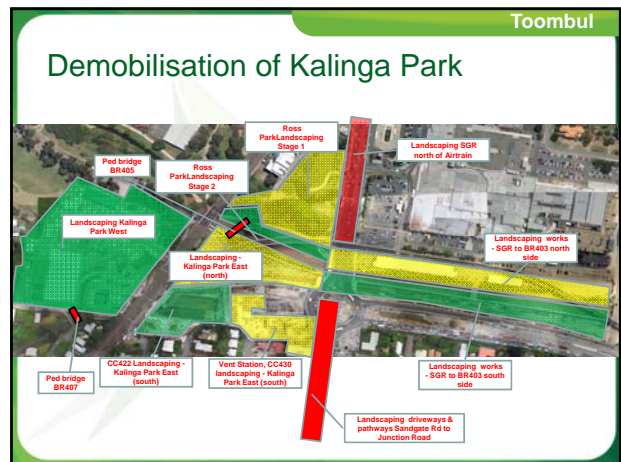 Toombul
Demobilisation of Kalinga Park
Ross
ParkLandscaping
Stage 1
Landscaping SGR
north of Airtrain
Ped bridge
BR405
Ross
ParkLandscaping
Stage 2
Landscaping Kalinga
Park West
Landscaping works
- SGR to BR403 north
side
Landscaping -
Kalinga Park East
(north)
Ped bridge
BR407
CC422 Landscaping -
Kalinga Park East
(south)
Vent Station, CC430
landscaping - Kalinga
Park East (south)
Landscaping works
- SGR to BR403 south
side
Landscaping driveways &
pathways Sandgate Rd to
Junction Road